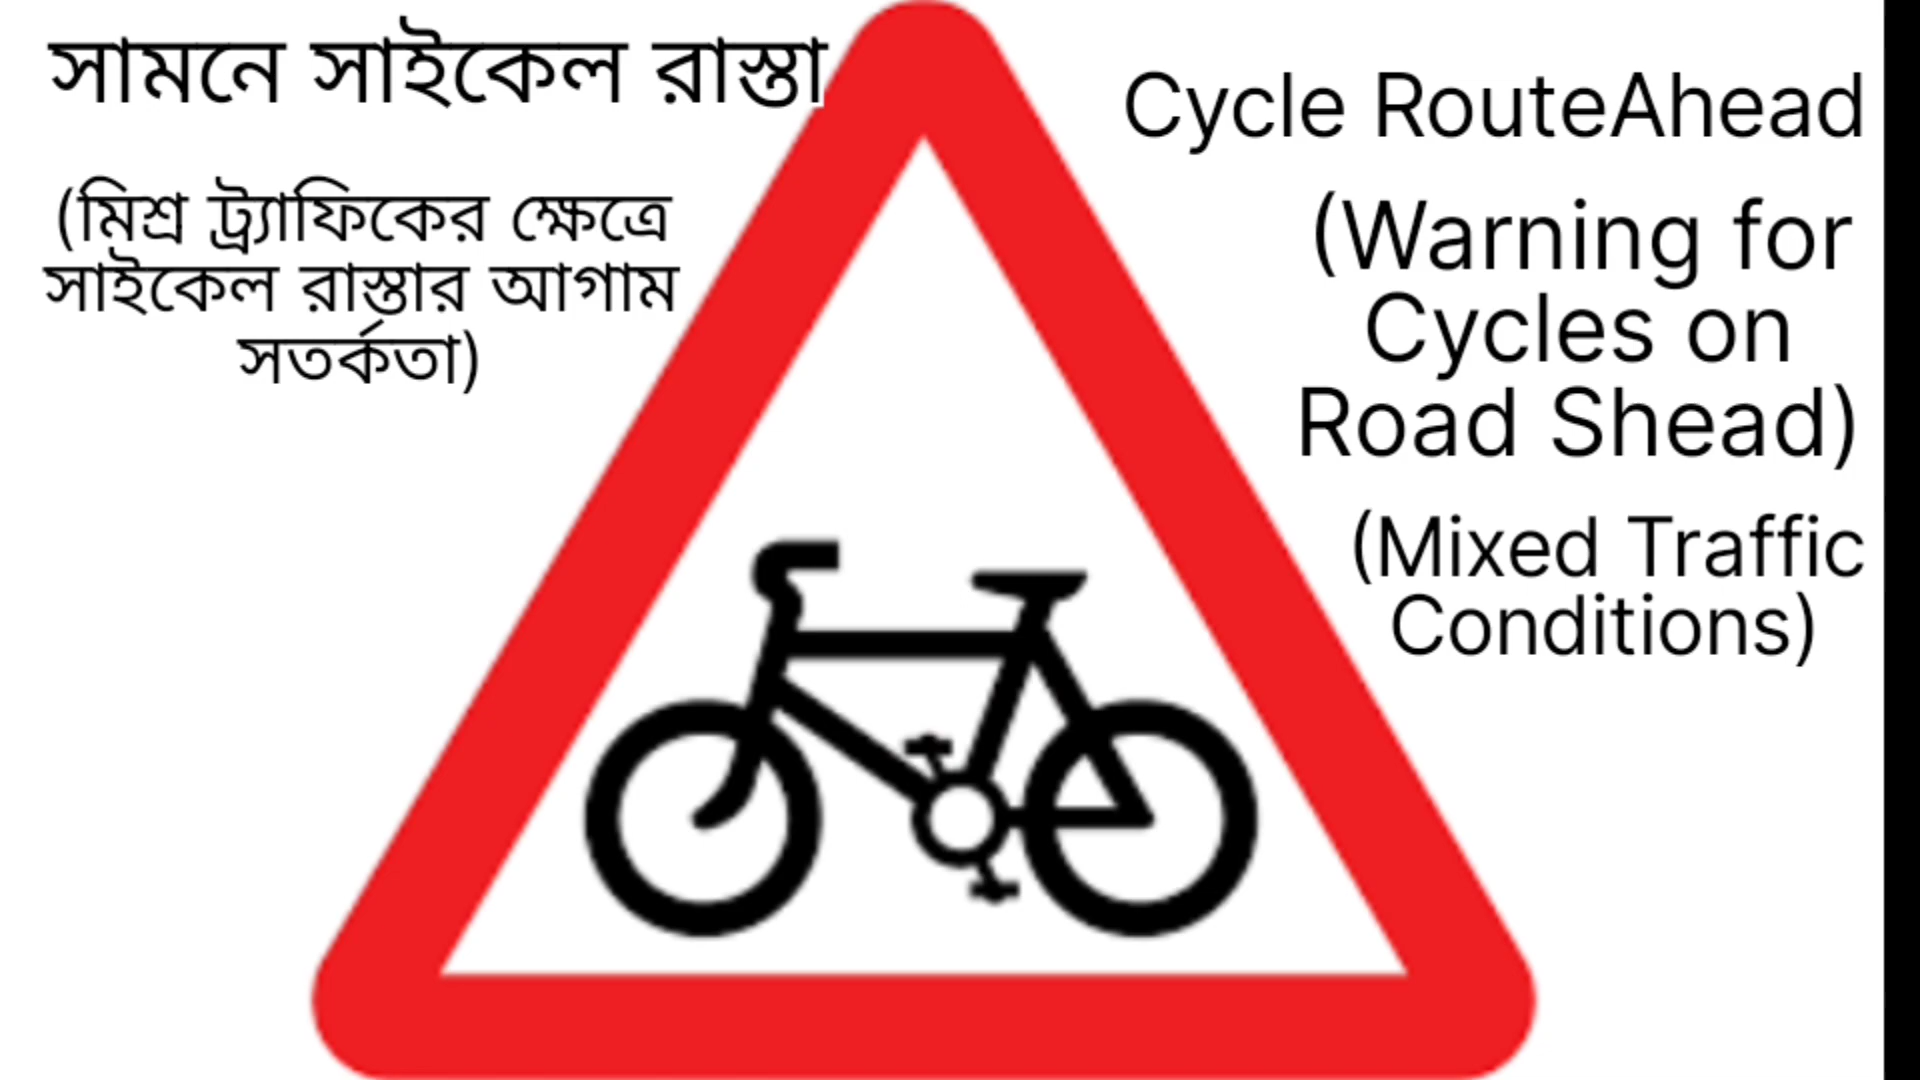 সামনে সাইকেল রাস্তা
(মিশ্র ট্র্যাফিকের ক্ষেত্রে
সাইকেল রাস্তার আগাম
সতর্কতা)
Cycle RouteAhead
(Warning for
Cycles on
Road Shead)
(Mixed Traffic
Conditions)